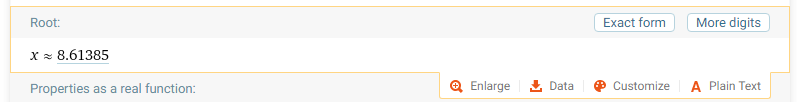 Root:
Exact form
More digits
x ≈ 8.61385
Properties as a real function:
Enlarge
Data
Customize
A Plain Text